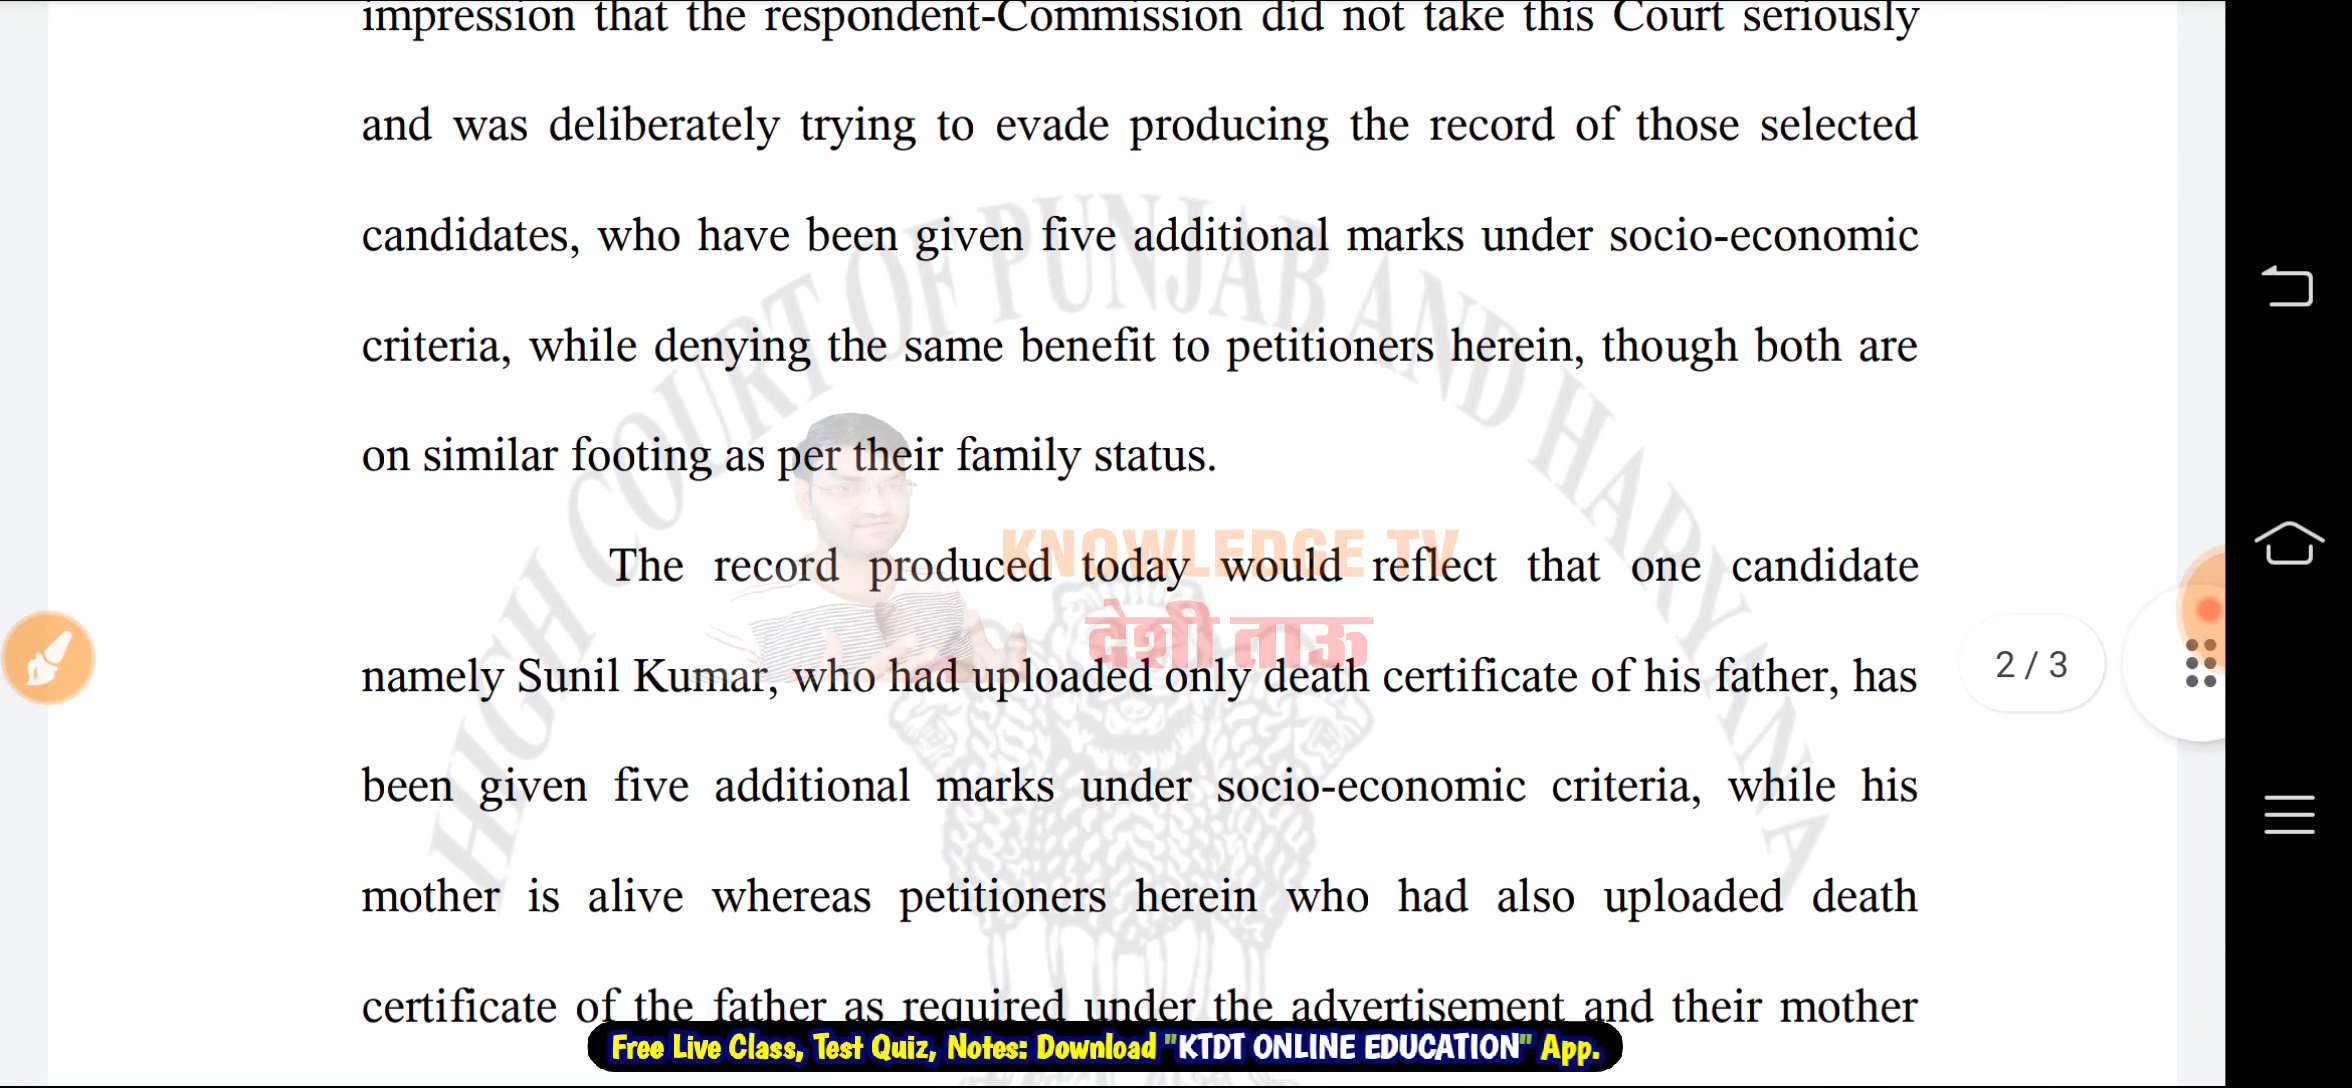 impression that the respondent-Commission did not take this Court seriously
and was deliberately trying to evade producing the record of those selected
candidates, who have been given five additional marks under socio-economic
criteria, while denying the same benefit to petitioners herein, though both are
on similar footing as per their family status.
The record produced today would reflect that one candidate
namely Sunil Kumar, who had uploaded only death certificate of his father, has
been given five additional marks under socio-economic criteria, while his
mother is alive whereas petitioners herein who had also uploaded death
certificate of the father as required under the advertisement and their mother
HIGH COURT OF PUNJAB AND HARYANA
KNOWLEDGE TV
देशी ताऊ
2 / 3
Free Live Class, Test Quiz, Notes: Download "KTDT ONLINE EDUCATION" App.